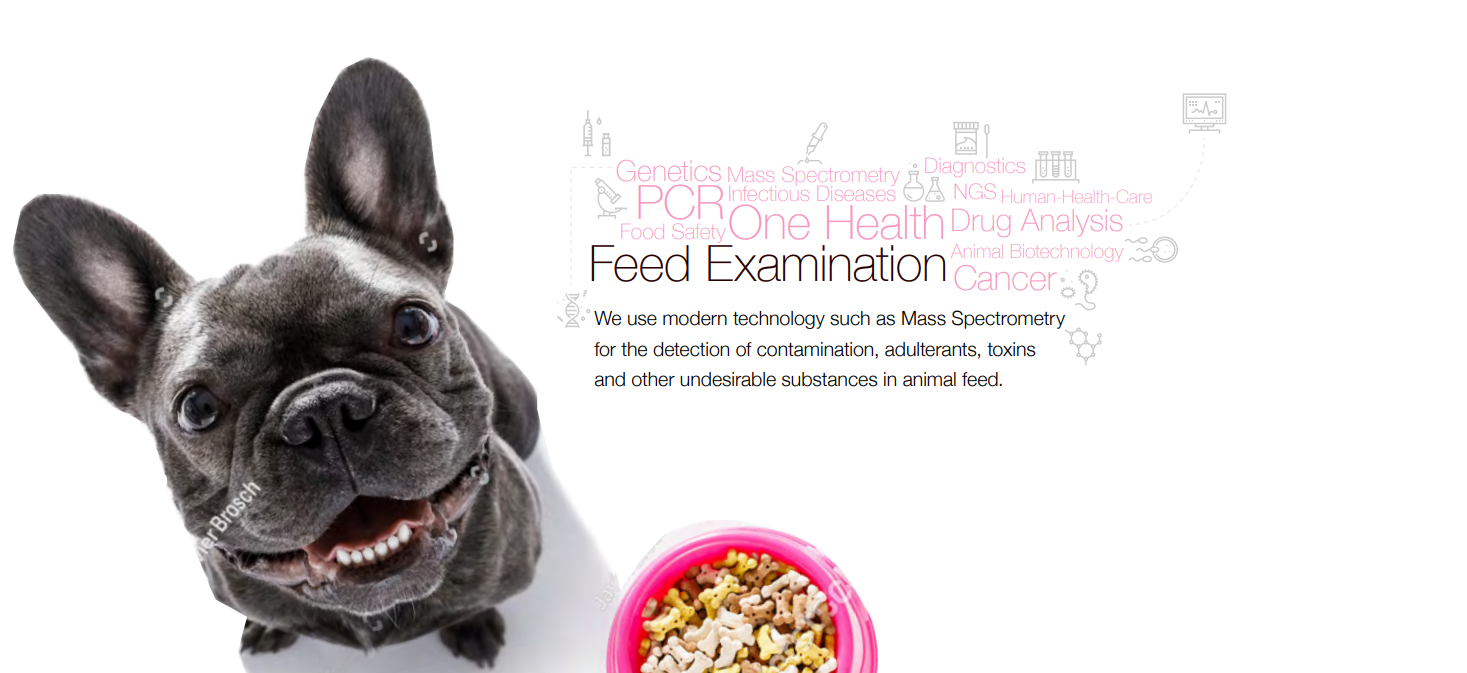 Genetics
Mass Spectrometry
Diagnostics
PCR
Infectious Diseases
NGS
Human-Health-Care
Food Safety
One Health
Drug Analysis
Feed Examination
Animal Biotechnology
Cancer
We use modern technology such as Mass Spectrometry
for the detection of contamination, adulterants, toxins
and other undesirable substances in animal feed.
Brosch